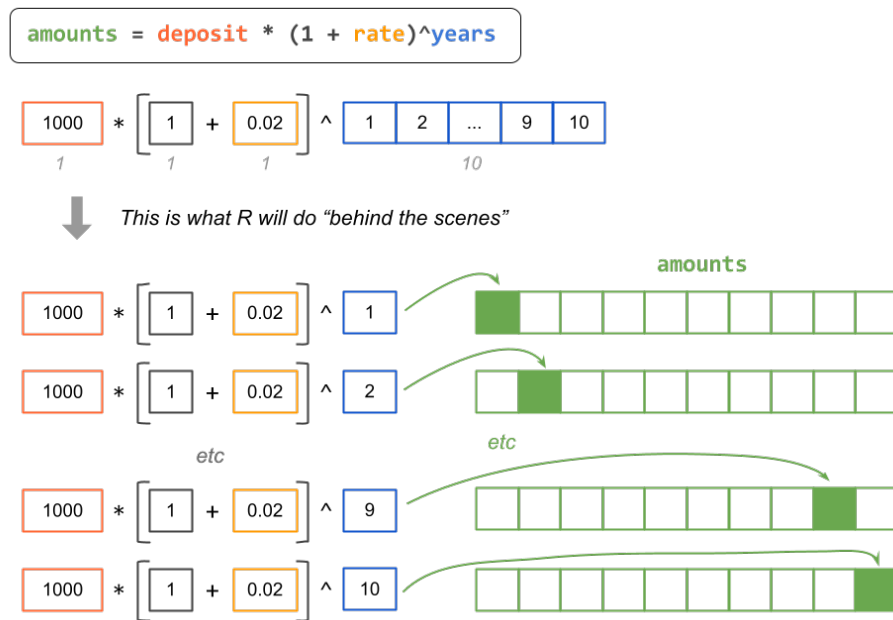 amounts = deposit * (1 + rate)^years
1000 * [ 1 + 0.02 ] ^ 1 2 ... 9 10
1 1 1 10
This is what R will do “behind the scenes”
amounts
1000 * [ 1 + 0.02 ] ^ 1
1000 * [ 1 + 0.02 ] ^ 2
etc etc
1000 * [ 1 + 0.02 ] ^ 9
1000 * [ 1 + 0.02 ] ^ 10